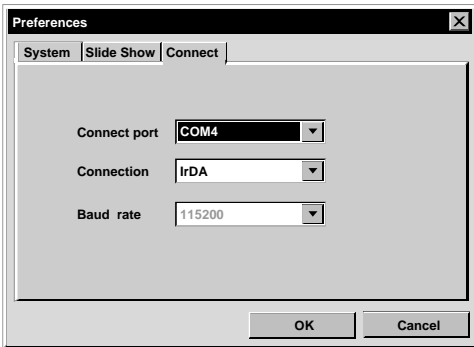 Preferences
System Slide Show Connect
Connect port COM4
Connection IrDA
Baud rate 115200
OK Cancel